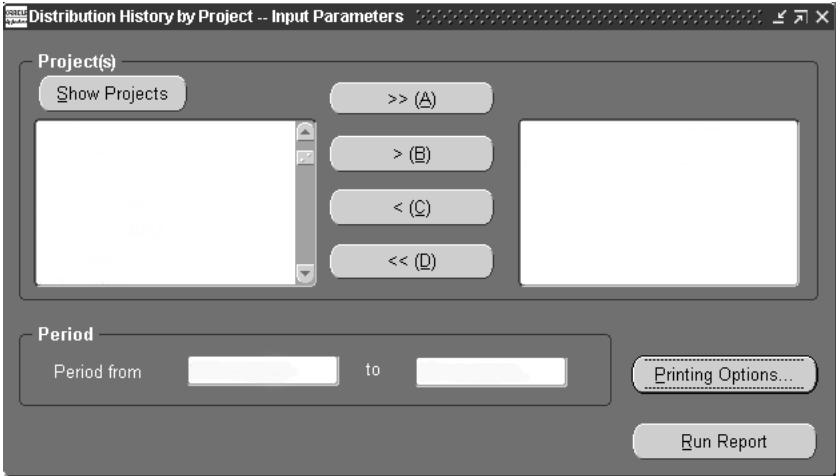 Distribution History by Project -- Input Parameters
Project(s)
Show Projects
>> (A)
> (B)
< (C)
<< (D)
Period
Period from
to
Printing Options...
Run Report